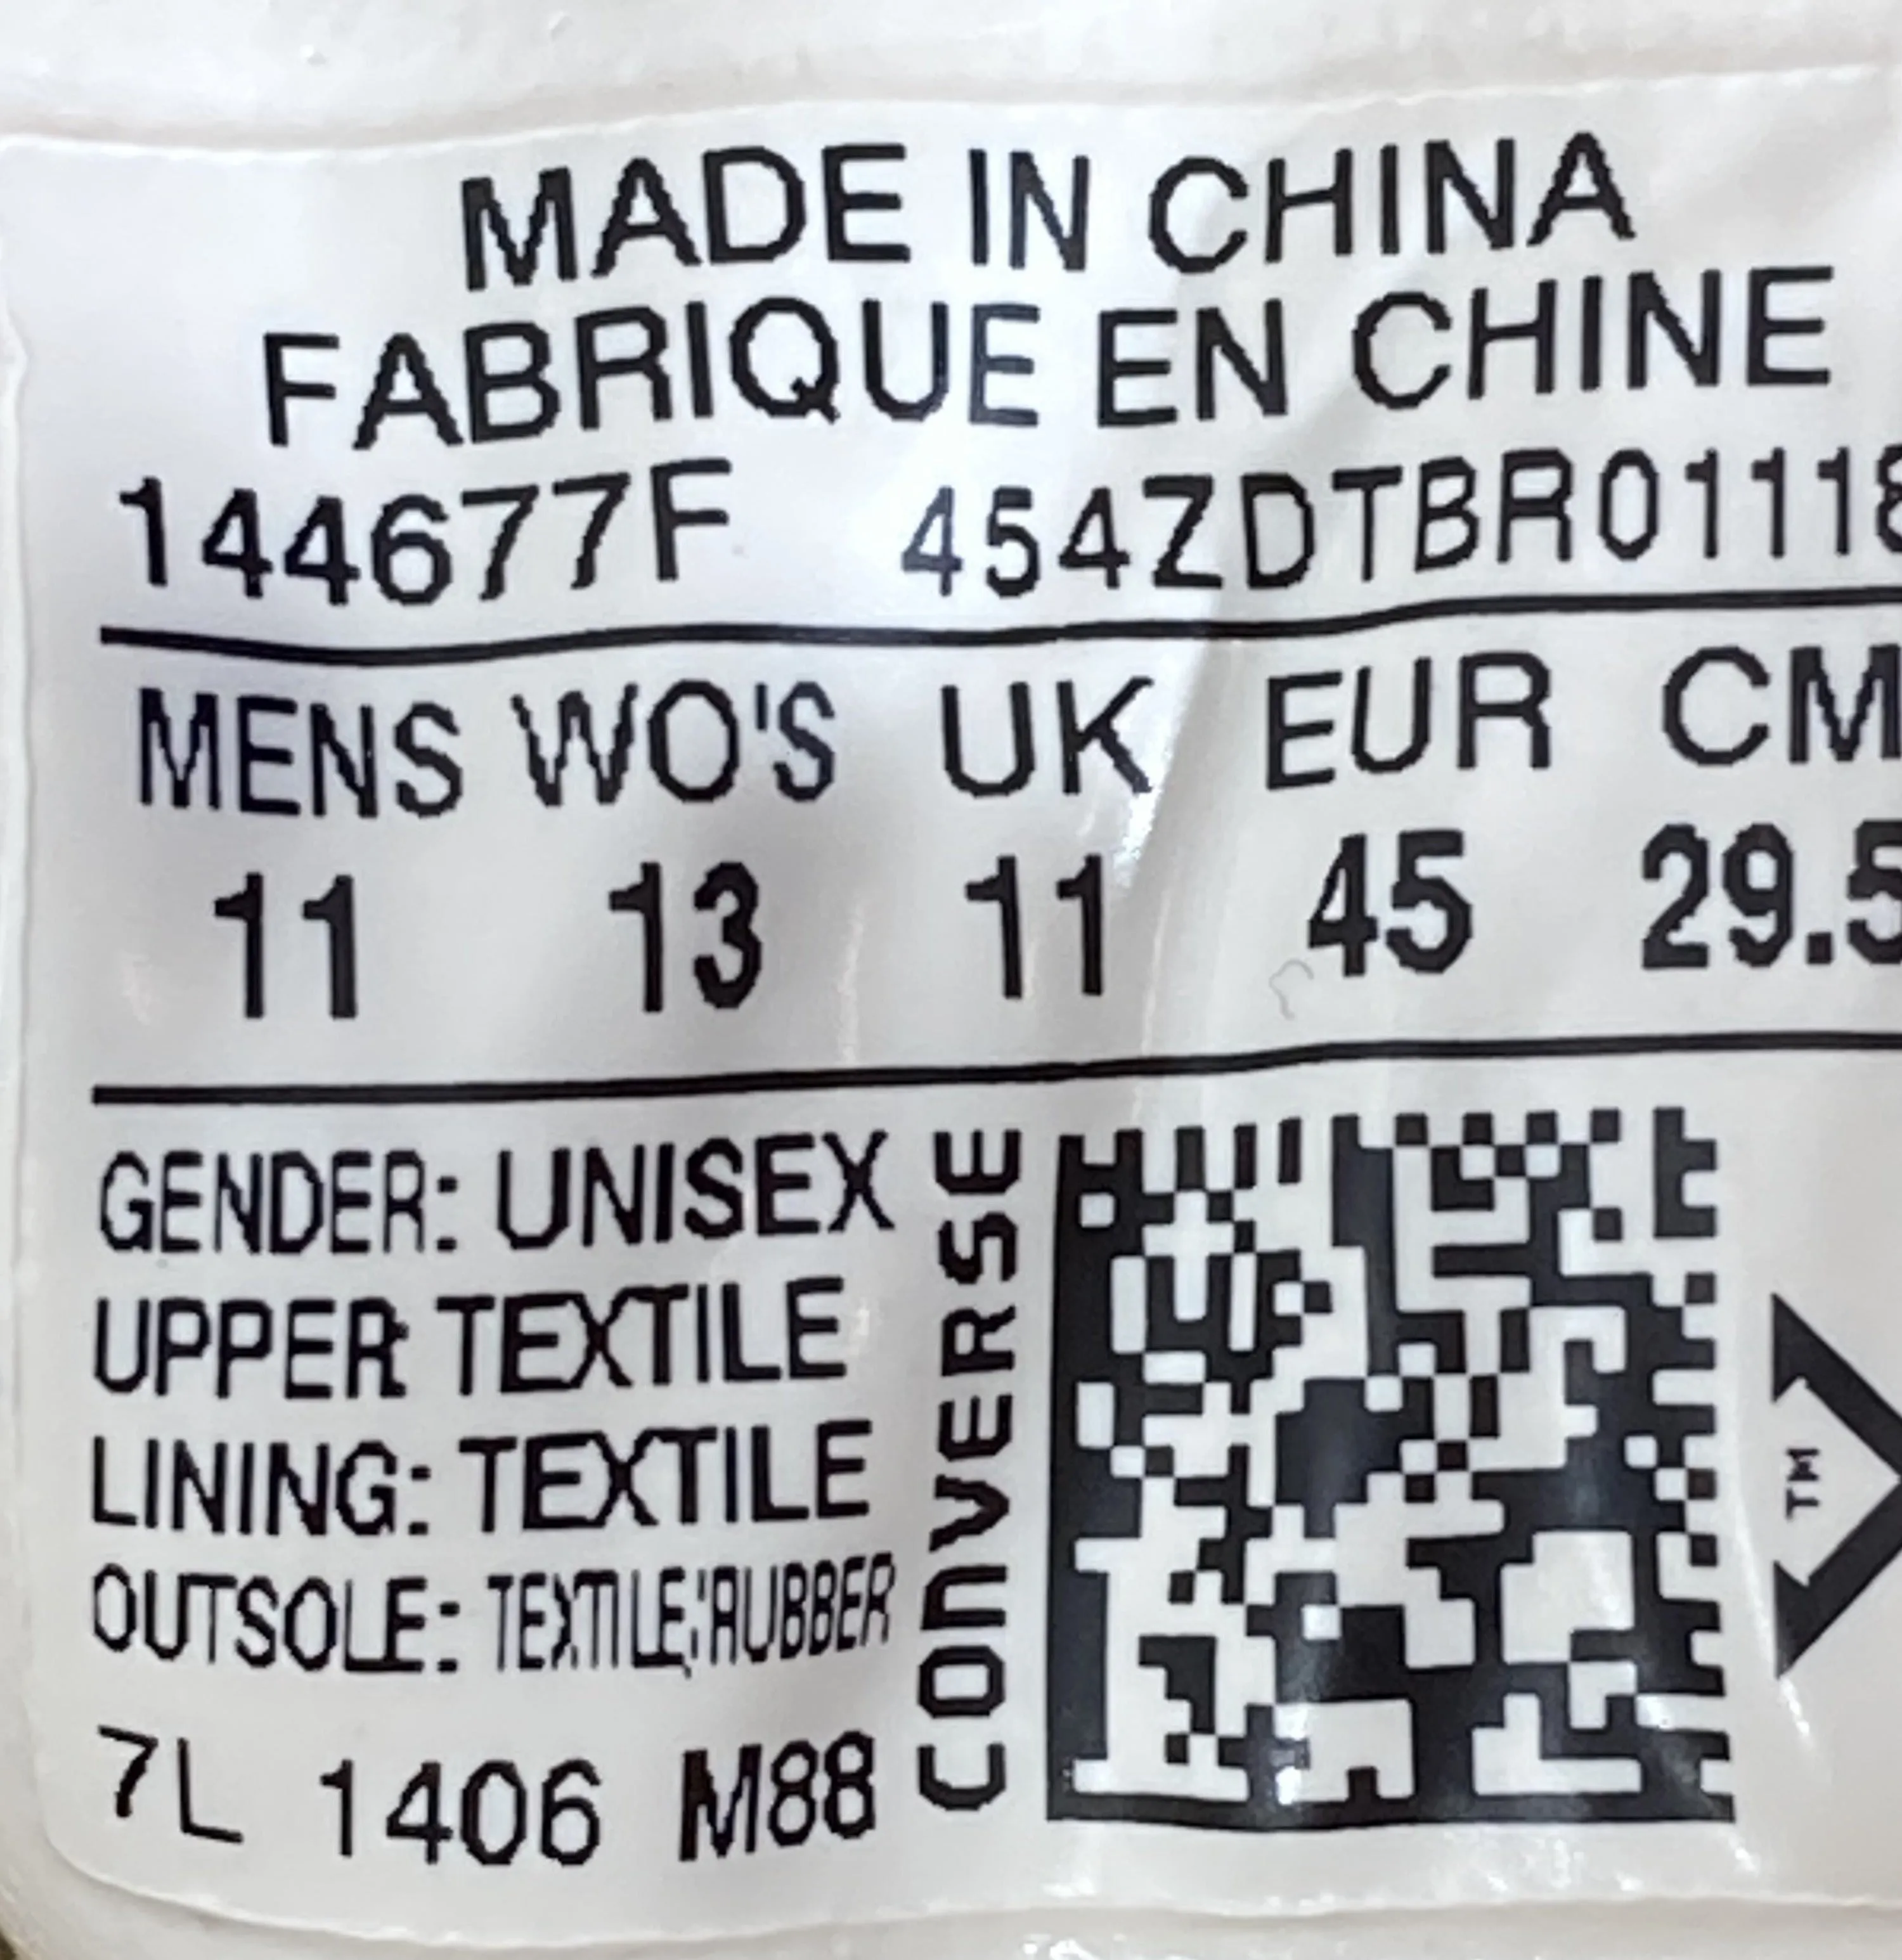 MADE IN CHINA
FABRIQUE EN CHINE
144677F 454ZDTBR01118
MENS WO'S UK EUR CM
11 13 11 45 29.5
GENDER: UNISEX
UPPER TEXTILE
LINING: TEXTILE
OUTSOLE: TEXTILE/RUBBER
7L 1406 M88
CONVERSE
TM